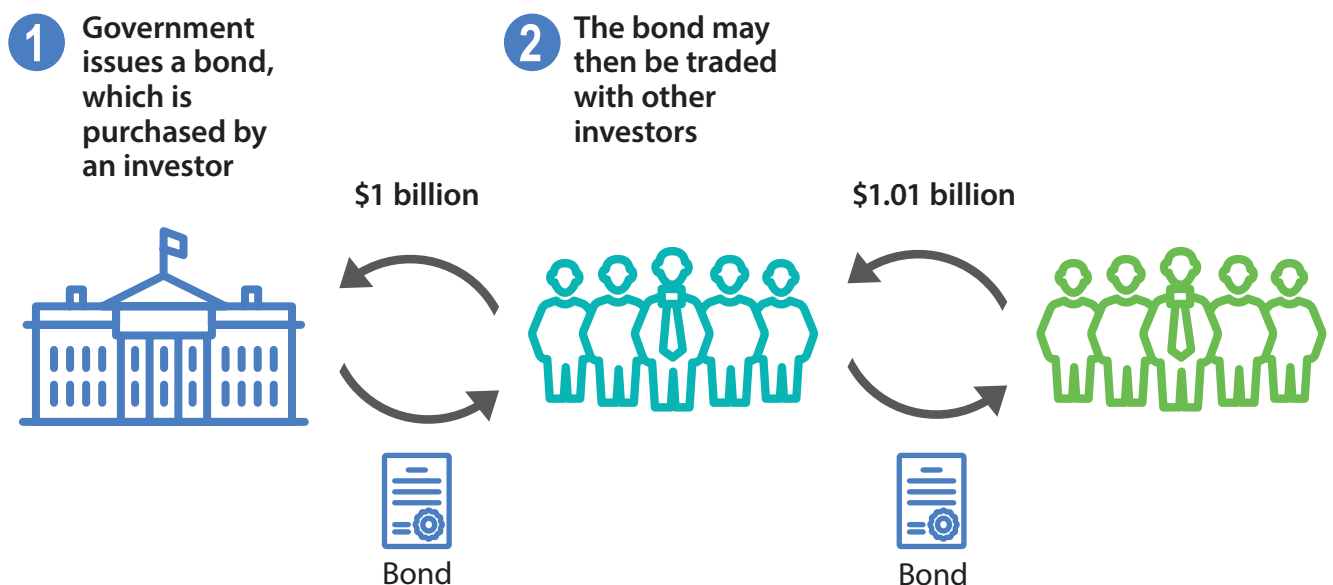 1
Government
issues a bond,
which is
purchased by
an investor
2
The bond may
then be traded
with other
investors
$1 billion
$1.01 billion
Bond
Bond